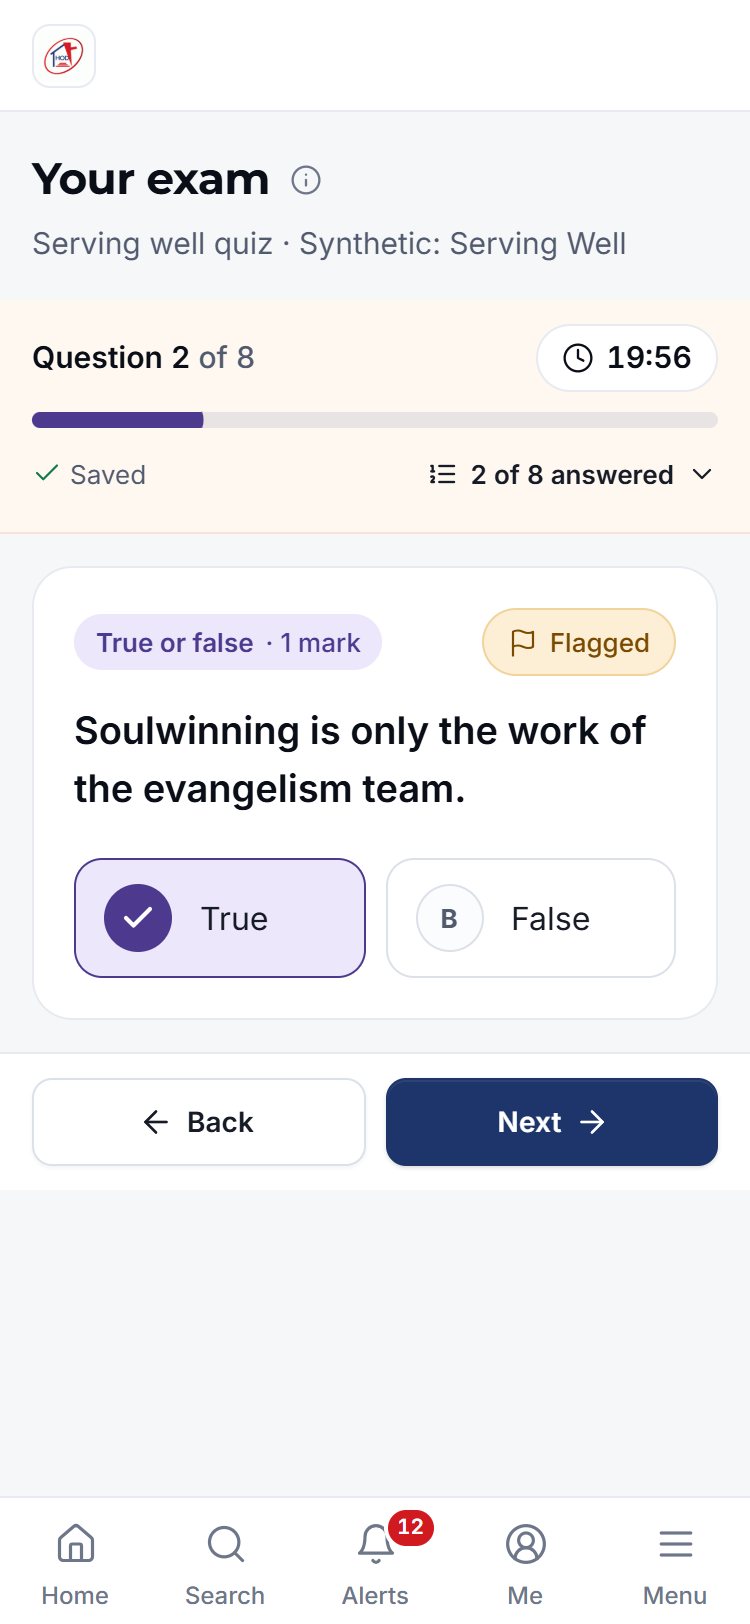 HOD
Your exam
Serving well quiz · Synthetic: Serving Well
Question 2 of 8
19:56
Saved
2 of 8 answered
True or false · 1 mark
Flagged
Soulwinning is only the work of
the evangelism team.
True
B False
Back
Next
12
Home
Search
Alerts
Me
Menu